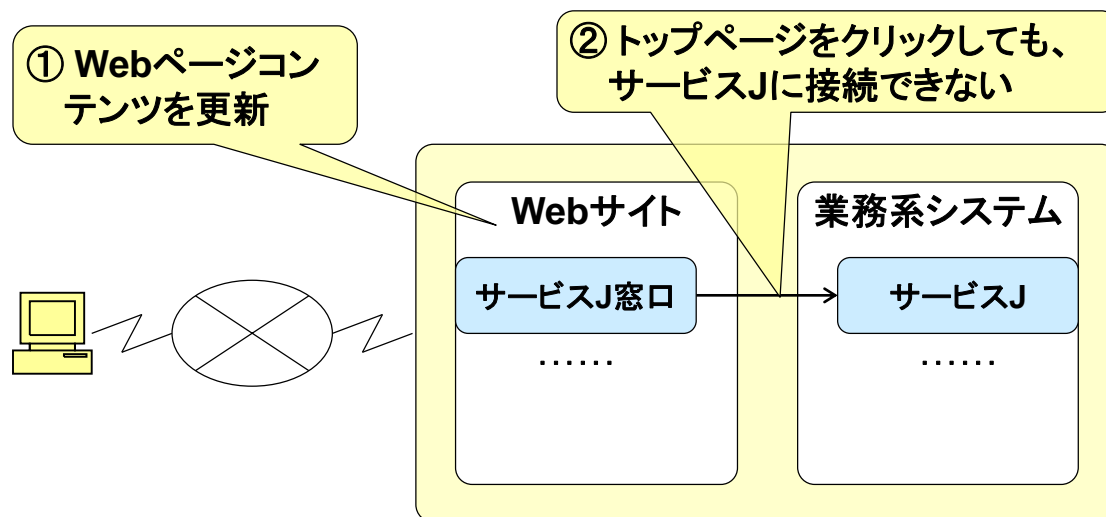 ① Webページコン
テンツを更新
② トップページをクリックしても、
サービスJに接続できない
Webサイト
業務系システム
サービスJ窓口
サービスJ
……
……